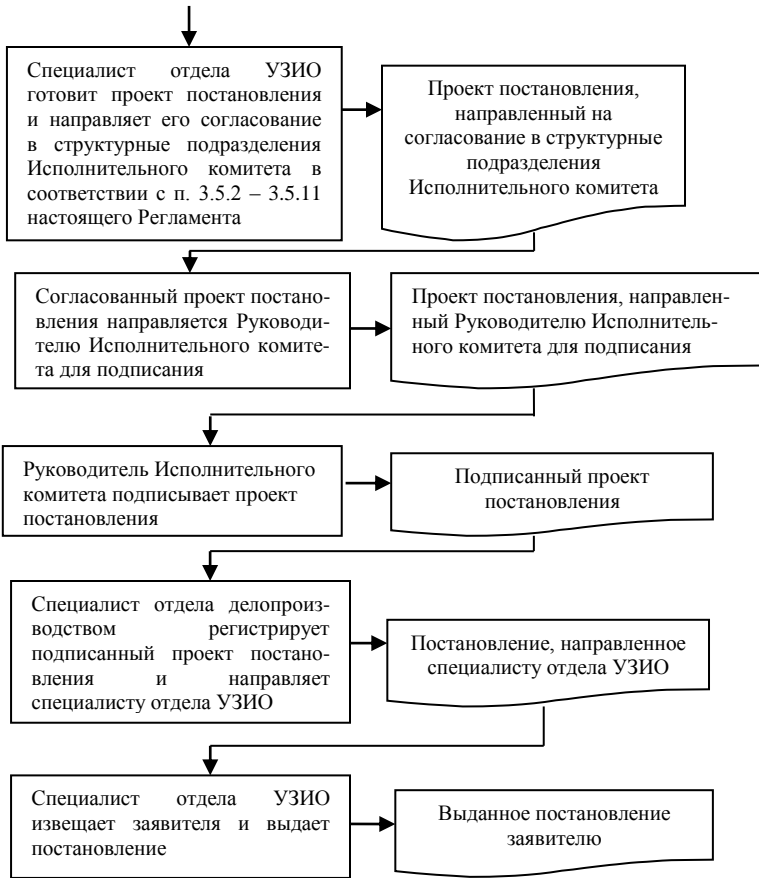 Специалист отдела УЗИО
готовит проект постановления
и направляет его согласование
в структурные подразделения
Исполнительного комитета в
соответствии с п. 3.5.2 – 3.5.11
настоящего Регламента
Проект постановления,
направленный на
согласование в структурные
подразделения
Исполнительного комитета
Согласованный проект постано-
вления направляется Руководи-
телю Исполнительного комите-
та для подписания
Проект постановления, направлен-
ный Руководителю Исполнитель-
ного комитета для подписания
Руководитель Исполнительного
комитета подписывает проект
постановления
Подписанный проект
постановления
Специалист отдела делопроиз-
водством регистрирует
подписанный проект постано-
вления и направляет
специалисту отдела УЗИО
Постановление, направленное
специалисту отдела УЗИО
Специалист отдела УЗИО
извещает заявителя и выдает
постановление
Выданное постановление
заявителю